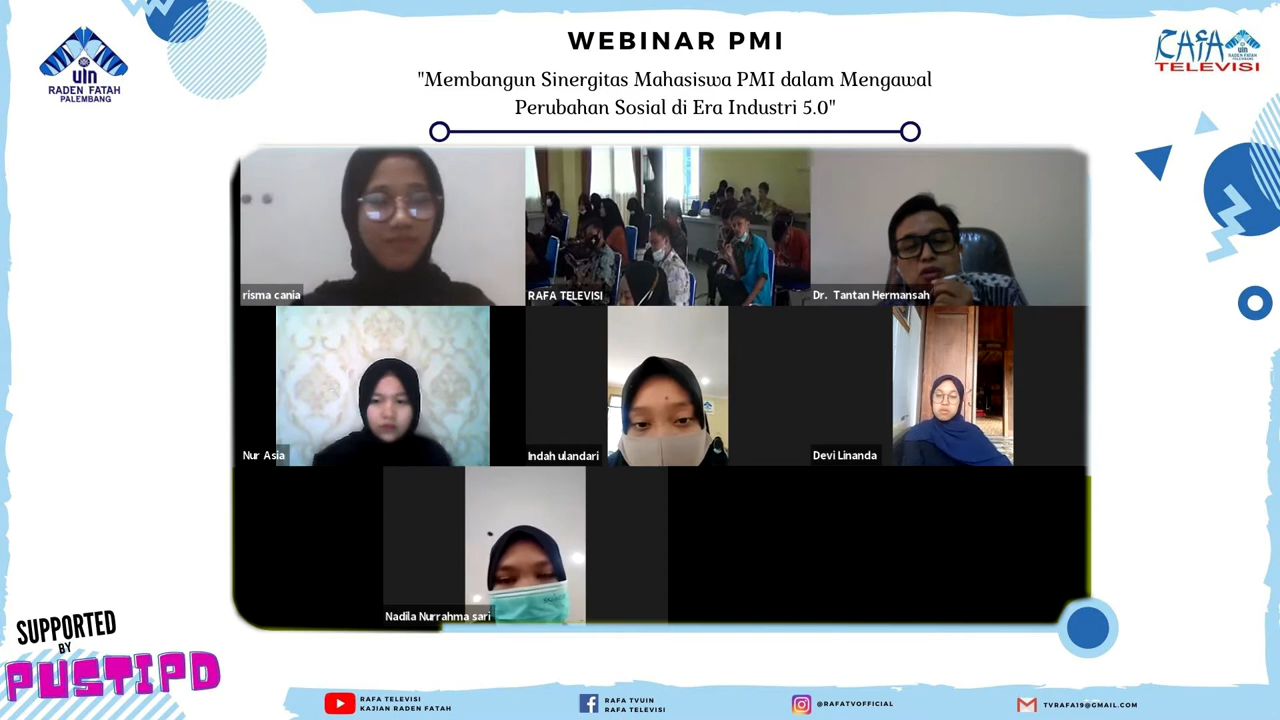 uin
RADEN FATAH
PALEMBANG
WEBINAR PMI
"Membangun Sinergitas Mahasiswa PMI dalam Mengawal
Perubahan Sosial di Era Industri 5.0"
RAFA
TELEVISI
risma cania
RAFA TELEVISI
Dr. Tantan Hermansah
Nur Asia
Indah ulandari
Devi Linanda
Nadila Nurrahma sari
SUPPORTED
BY
PUSTIPD
RAFA TELEVISI
KAJIAN RADEN FATAH
RAFA TVUIN
RAFA TELEVISI
@RAFATVOFFICIAL
TVRAFA19@GMAIL.COM